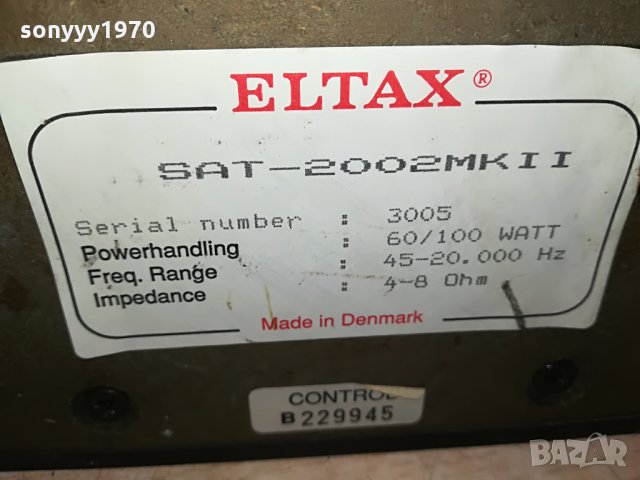 sonyyy1970
ELTAX®
SAT-2002MKII
Serial number : 3005
Powerhandling : 60/100 WATT
Freq. Range : 45-20.000 Hz
Impedance : 4-8 Ohm
Made in Denmark
CONTROL
B229945
BAZAR